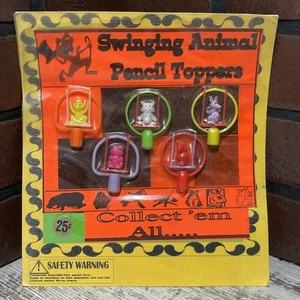 Swinging Animal
Pencil Toppers
25¢
Collect 'em
All.....
SAFETY WARNING